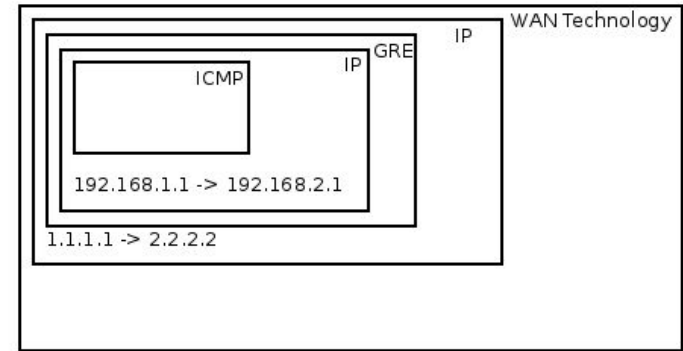 WAN Technology
IP
GRE
IP
ICMP
192.168.1.1 -> 192.168.2.1
1.1.1.1 -> 2.2.2.2